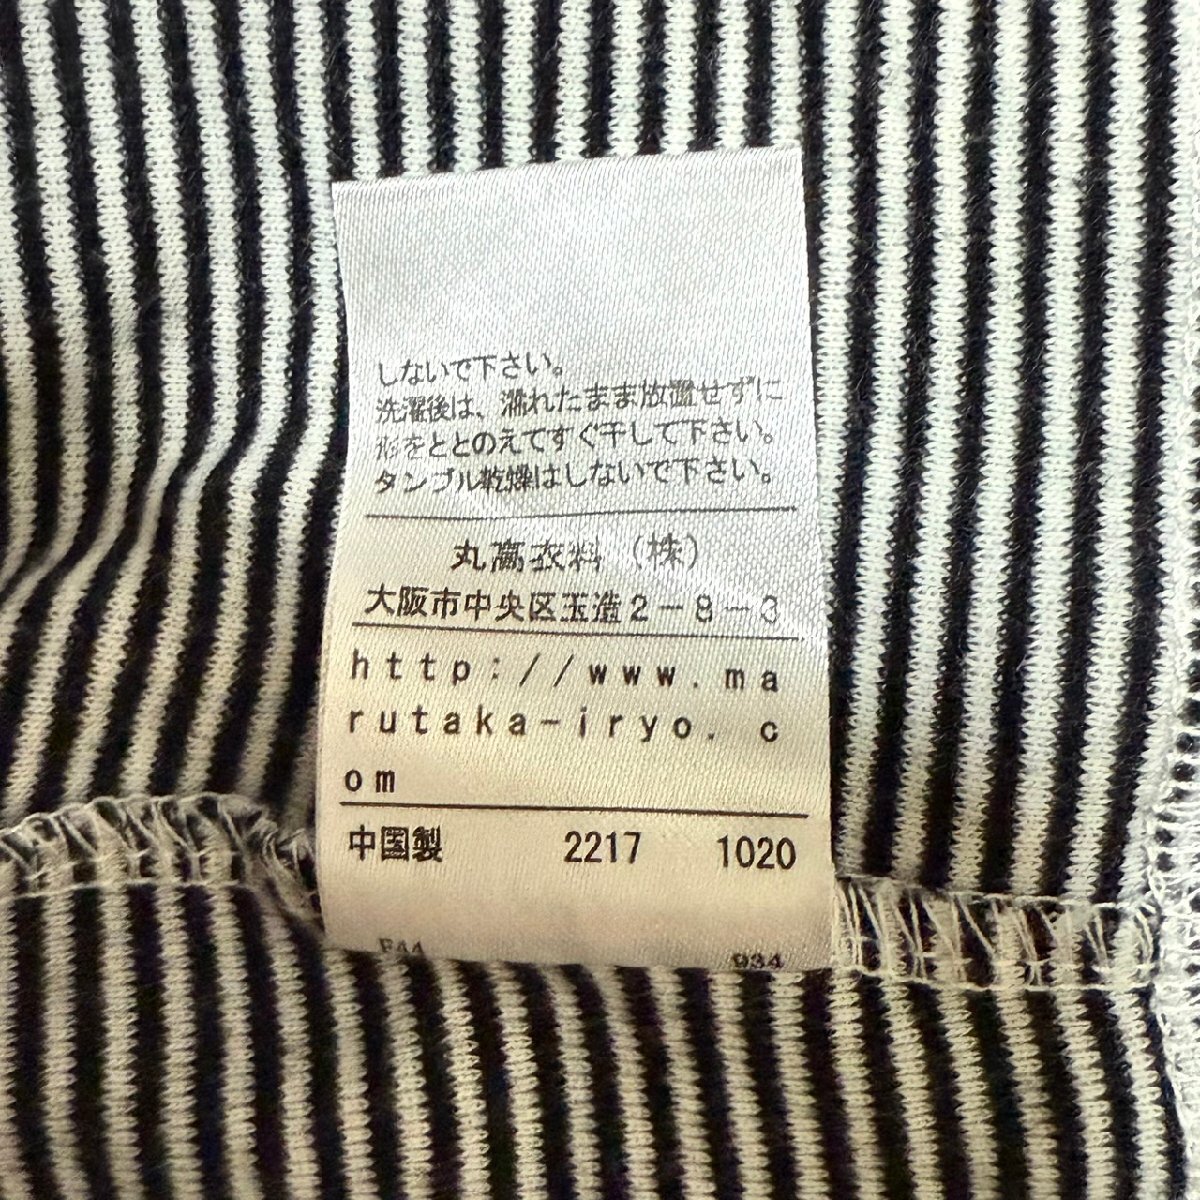 しないで下さい。
洗濯後は、濡れたまま放置せずに
形をととのえてすぐ干して下さい。
タンブル乾燥はしないで下さい。
丸高衣料（株）
大阪市中央区玉造2-8-3
http://www.ma
rutaka-iryo.c
om
中国製 2217 1020